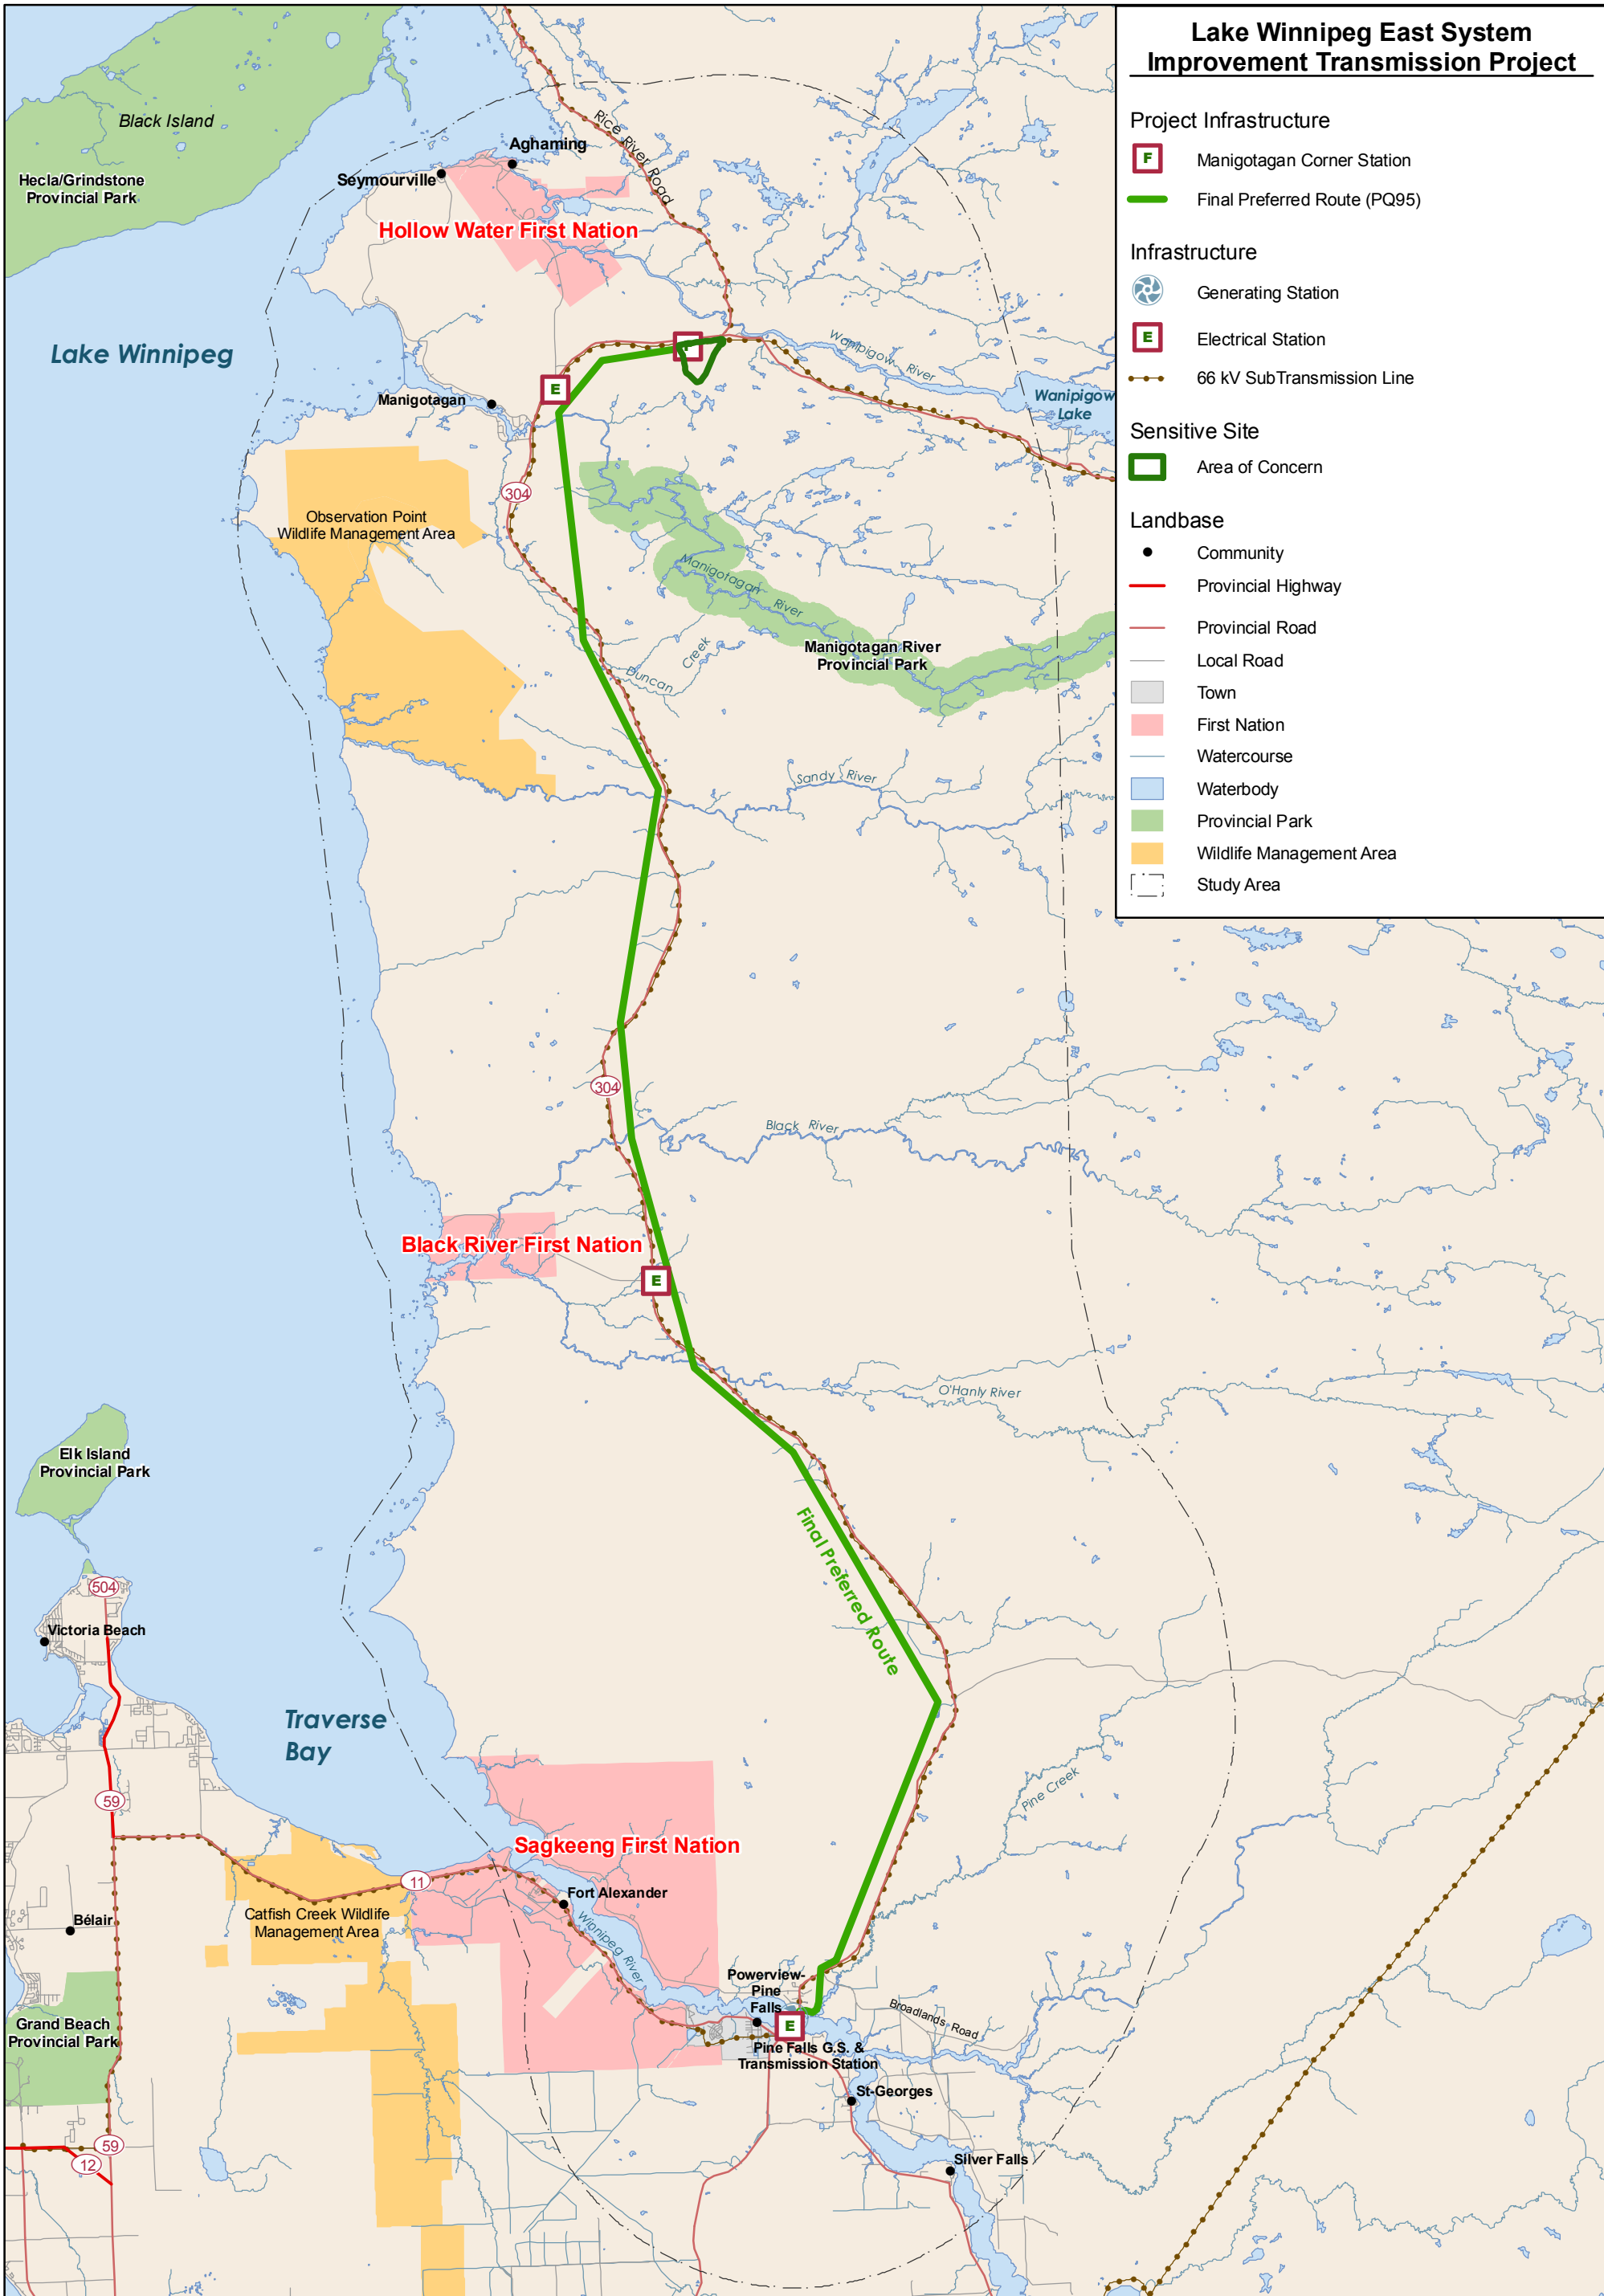 Lake Winnipeg East System
Improvement Transmission Project
Project Infrastructure
F
Manigotagan Corner Station
Final Preferred Route (PQ95)
Infrastructure
Generating Station
E
Electrical Station
66 kV SubTransmission Line
Sensitive Site
Area of Concern
Landbase
Community
Provincial Highway
Provincial Road
Local Road
Town
First Nation
Watercourse
Waterbody
Provincial Park
Wildlife Management Area
Study Area
Black Island
Hecla/Grindstone
Provincial Park
Aghaming
Seymourville
Rice River Road
Hollow Water First Nation
Lake Winnipeg
Wanipigow River
Wanipigow
Lake
E
Manigotagan
304
Observation Point
Wildlife Management Area
Manigotagan River
Manigotagan River
Provincial Park
Duncan Creek
Sandy River
304
Black River
Black River First Nation
E
O'Hanly River
Elk Island
Provincial Park
Final Preferred Route
504
Victoria Beach
Traverse
Bay
59
Pine Creek
Sagkeeng First Nation
11
Fort Alexander
Catfish Creek Wildlife
Management Area
Bélair
Winnipeg River
Powerview-
Pine
Falls
E
Broadlands Road
Grand Beach
Provincial Park
Pine Falls G.S. &
Transmission Station
St-Georges
59
12
Silver Falls